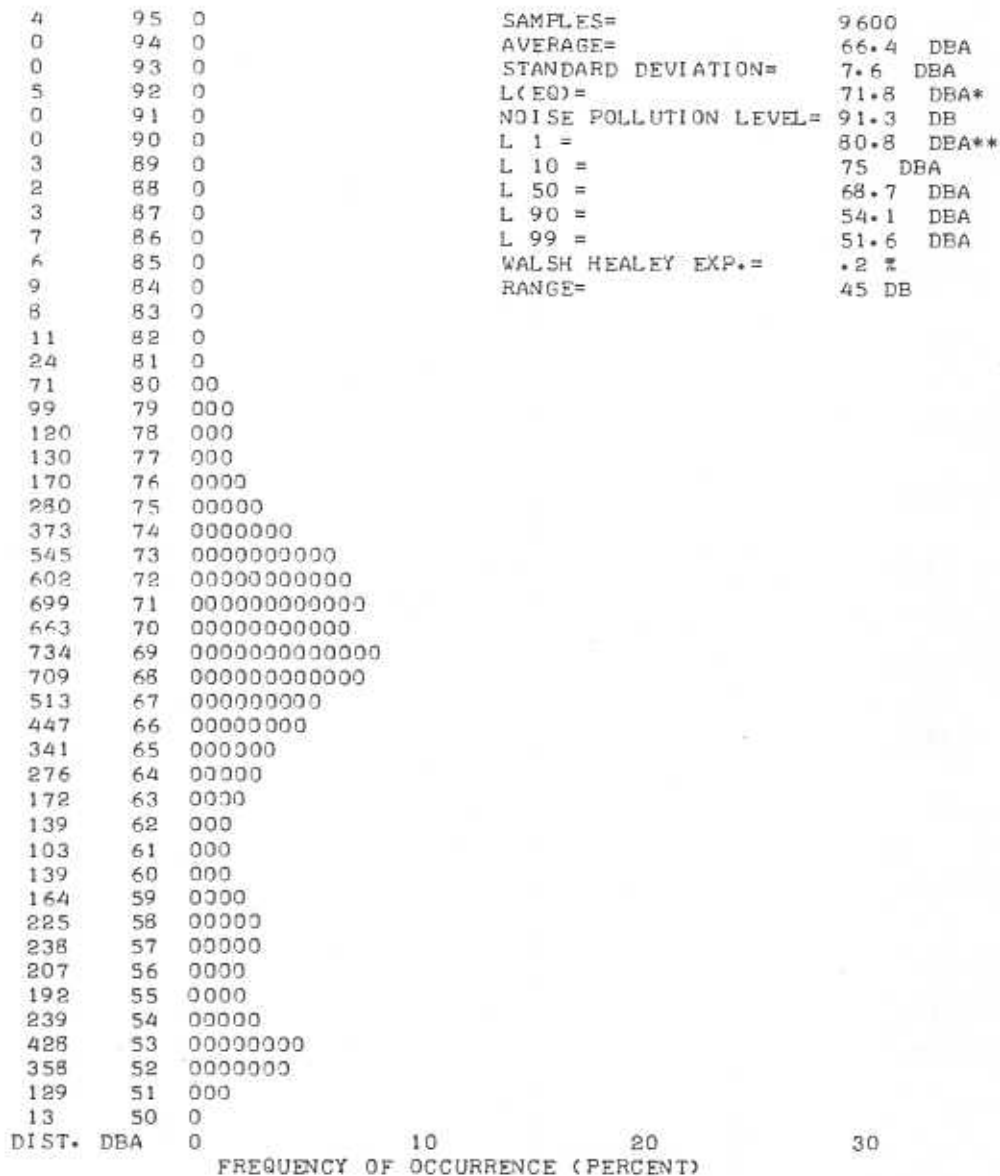 4 95 0 SAMPLES= 9600
0 94 0 AVERAGE= 66.4 DBA
0 93 0 STANDARD DEVIATION= 7.6 DBA
5 92 0 L(EQ)= 71.8 DBA*
0 91 0 NOISE POLLUTION LEVEL= 91.3 DB
0 90 0 L 1 = 80.8 DBA**
3 89 0 L 10 = 75 DBA
2 88 0 L 50 = 68.7 DBA
3 87 0 L 90 = 54.1 DBA
7 86 0 L 99 = 51.6 DBA
6 85 0 WALSH HEALEY EXP.= .2 %
9 84 0 RANGE= 45 DB
8 83 0
11 82 0
24 81 0
71 80 00
99 79 000
120 78 000
130 77 000
170 76 0000
280 75 00000
373 74 0000000
545 73 0000000000
602 72 00000000000
699 71 000000000000
663 70 00000000000
734 69 0000000000000
709 68 000000000000
513 67 000000000
447 66 00000000
341 65 000000
276 64 00000
172 63 0000
139 62 000
103 61 000
139 60 000
164 59 0000
225 58 00000
238 57 00000
207 56 0000
192 55 0000
239 54 00000
428 53 00000000
358 52 0000000
129 51 000
13 50 0
DIST. DBA 0 10 20 30
FREQUENCY OF OCCURRENCE (PERCENT)